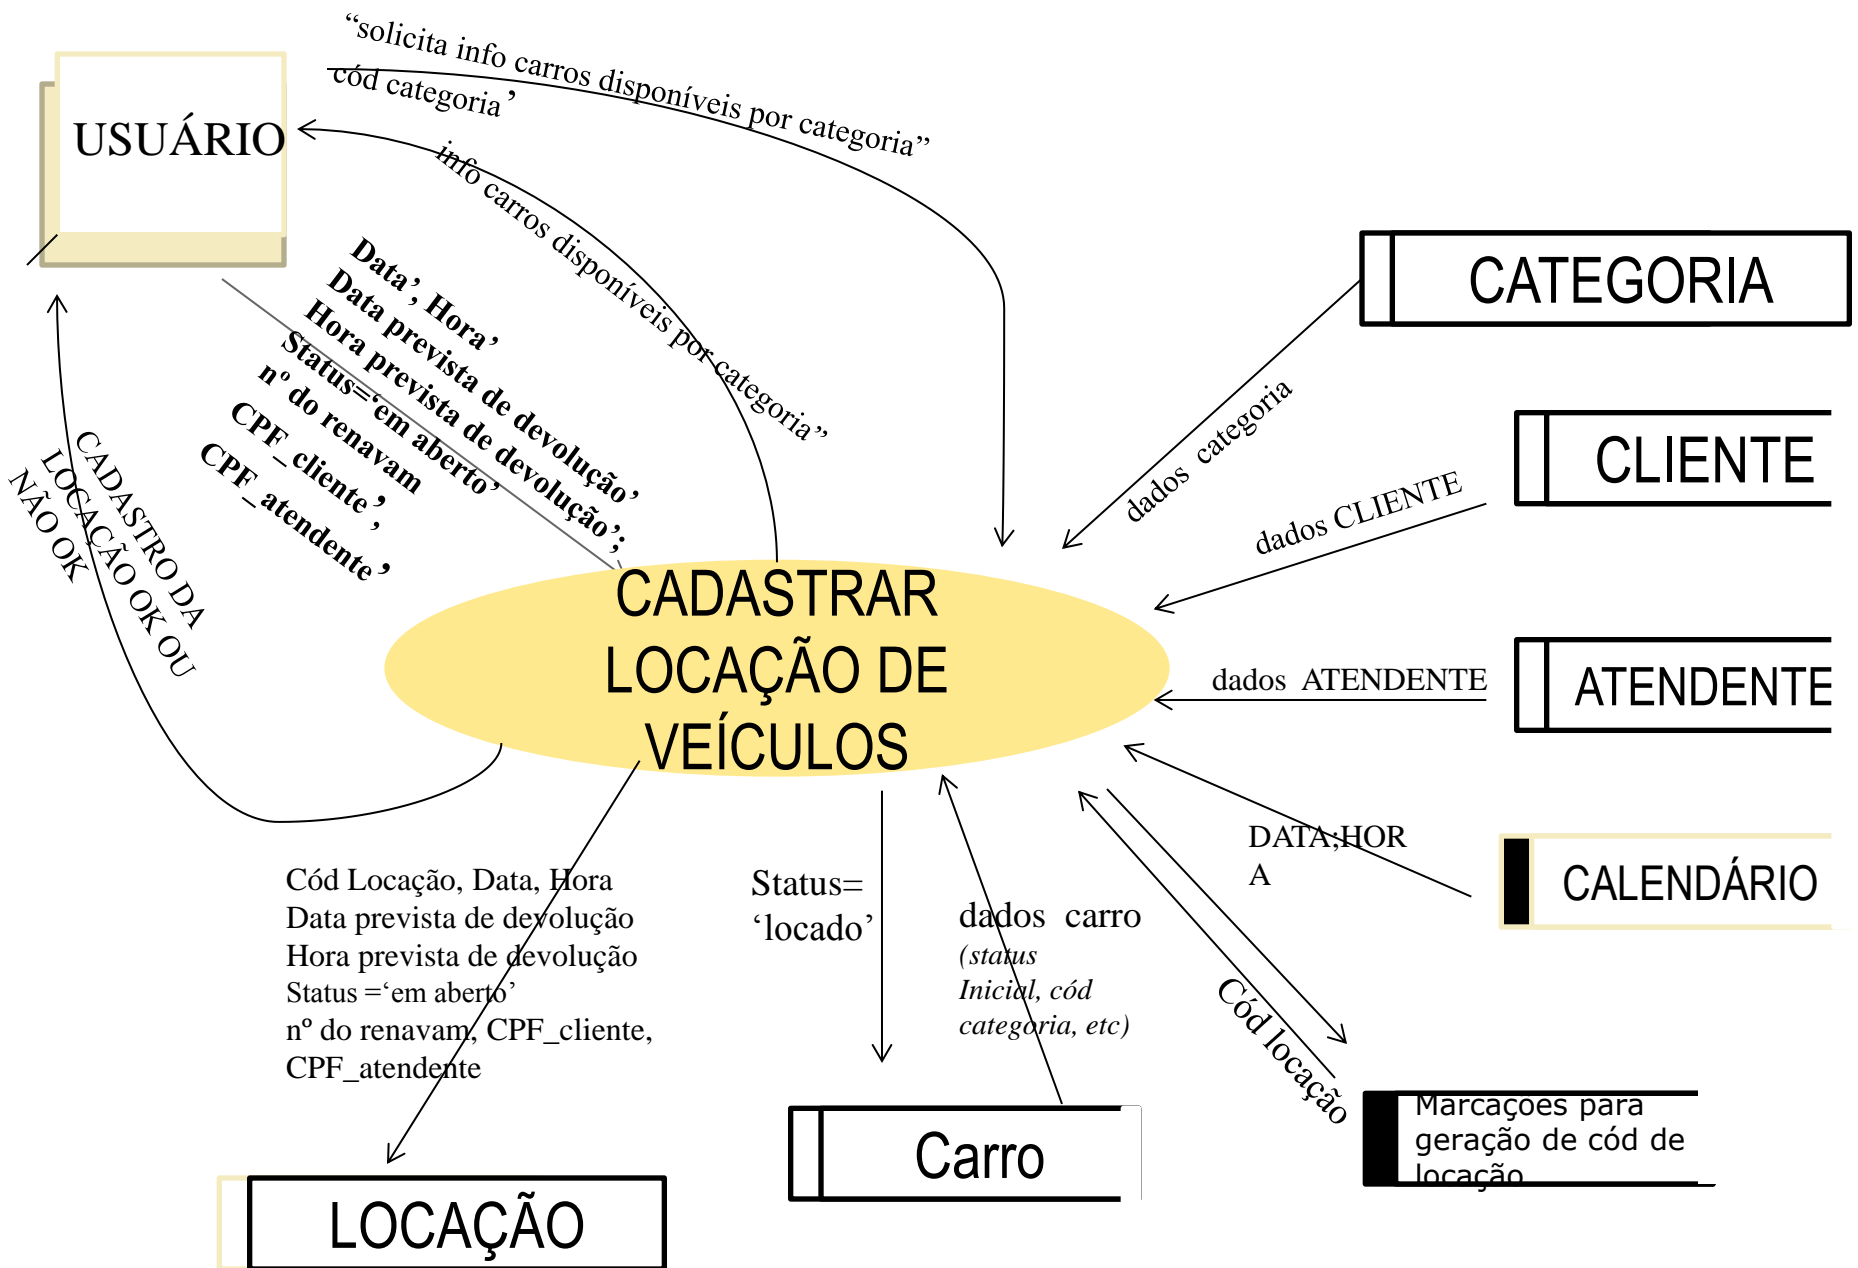 “solicita info carros disponíveis por categoria”
cód categoria’
USUÁRIO
info carros disponíveis por categoria”
Data’, Hora’
Data prevista de devolução’
Hora prevista de devolução’;
Status=‘em aberto’
nº do renavam
CPF_cliente’,
CPF_atendente’
CADASTRO DA
LOCAÇÃO OK OU
NÃO OK
CATEGORIA
dados categoria
CLIENTE
dados CLIENTE
CADASTRAR
LOCAÇÃO DE
VEÍCULOS
dados ATENDENTE
ATENDENTE
DATA;HOR
A
CALENDÁRIO
Cód Locação, Data, Hora
Data prevista de devolução
Hora prevista de devolução
Status =‘em aberto’
nº do renavam, CPF_cliente,
CPF_atendente
Status=
‘locado’
dados carro
(status
Inicial, cód
categoria, etc)
Cód locação
Marcações para
geração de cód de
locação
Carro
LOCAÇÃO